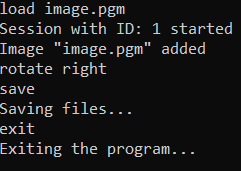 load image.pgm
Session with ID: 1 started
Image "image.pgm" added
rotate right
save
Saving files...
exit
Exiting the program...